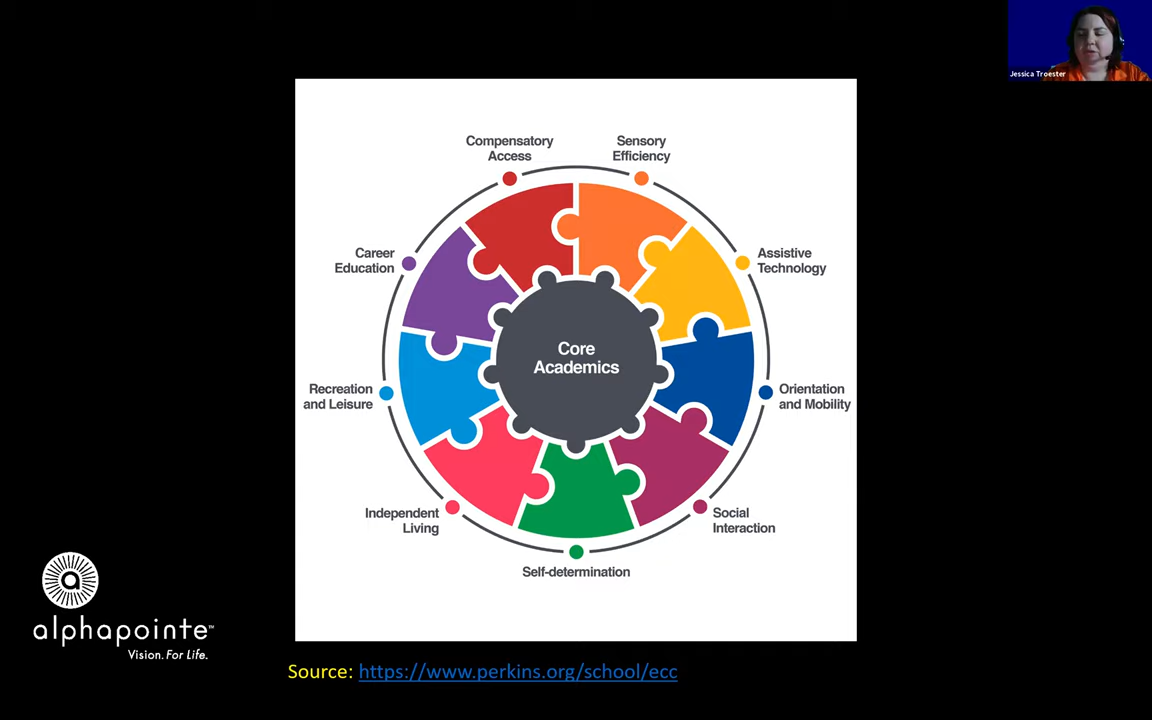 Jessica Troester
Compensatory
Access
Sensory
Efficiency
Career
Education
Assistive
Technology
Core
Academics
Recreation
and Leisure
Orientation
and Mobility
Independent
Living
Social
Interaction
Self-determination
alphapointe™
Vision. For Life.
Source: https://www.perkins.org/school/ecc